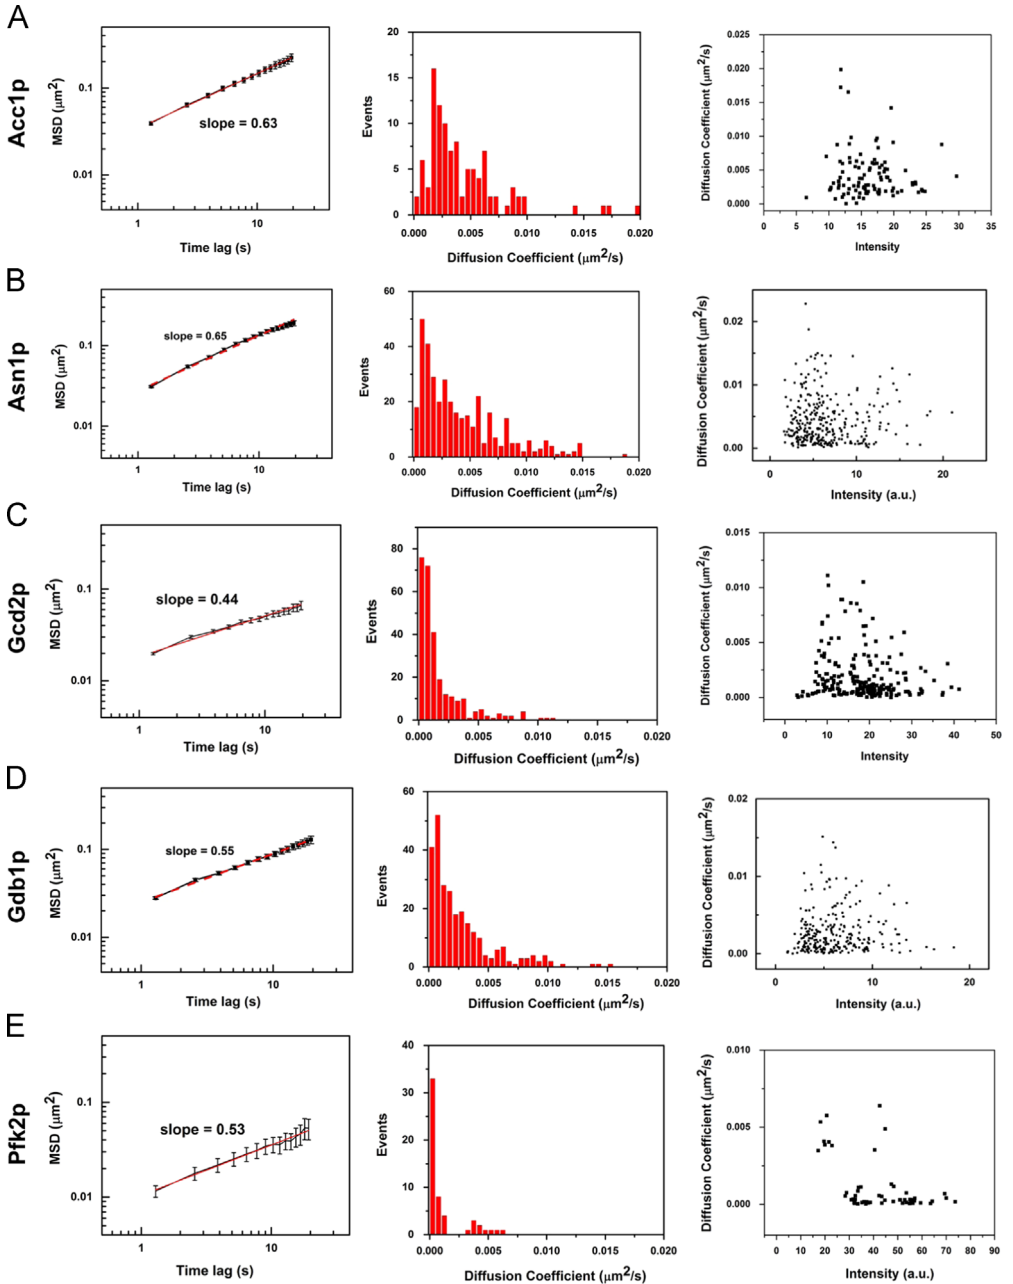 A
Acc1p
MSD (μm2)
0.1
0.01
slope = 0.63
1
10
Time lag (s)
Events
20
15
10
5
0
0.000
0.005
0.010
0.015
0.020
Diffusion Coefficient (μm2/s)
Diffusion Coefficient (μm2/s)
0.025
0.020
0.015
0.010
0.005
0.000
0
5
10
15
20
25
30
35
Intensity
B
Asn1p
MSD (μm2)
0.1
0.01
slope = 0.65
1
10
Time lag (s)
Events
60
40
20
0
0.000
0.005
0.010
0.015
0.020
Diffusion Coefficient (μm2/s)
Diffusion Coefficient (μm2/s)
0.02
0.01
0.00
0
10
20
Intensity (a.u.)
C
Gcd2p
MSD (μm2)
0.1
0.01
slope = 0.44
1
10
Time lag (s)
Events
80
60
40
20
0
0.000
0.005
0.010
0.015
0.020
Diffusion Coefficient (μm2/s)
Diffusion Coefficient (μm2/s)
0.015
0.010
0.005
0.000
0
10
20
30
40
50
Intensity
D
Gdb1p
MSD (μm2)
0.1
0.01
slope = 0.55
1
10
Time lag (s)
Events
60
40
20
0
0.000
0.005
0.010
0.015
0.020
Diffusion Coefficient (μm2/s)
Diffusion Coefficient (μm2/s)
0.02
0.01
0.00
0
10
20
Intensity (a.u.)
E
Pfk2p
MSD (μm2)
0.1
0.01
slope = 0.53
1
10
Time lag (s)
Events
40
30
20
10
0
0.000
0.005
0.010
0.015
0.020
Diffusion Coefficient (μm2/s)
Diffusion Coefficient (μm2/s)
0.010
0.005
0.000
0
10
20
30
40
50
60
70
80
90
Intensity (a.u.)